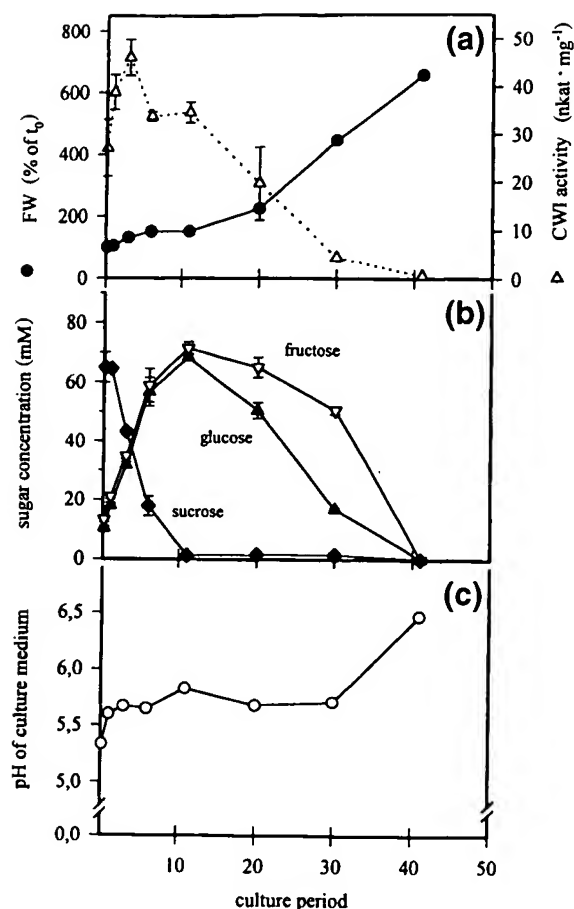 (a)
800
600
400
200
0
FW (% of t0)
50
40
30
20
10
0
CWI activity (nkat · mg-1)
(b)
80
60
40
20
0
sugar concentration (mM)
fructose
glucose
sucrose
(c)
6,5
6,0
5,5
5,0
0,0
pH of culture medium
0 10 20 30 40 50
culture period